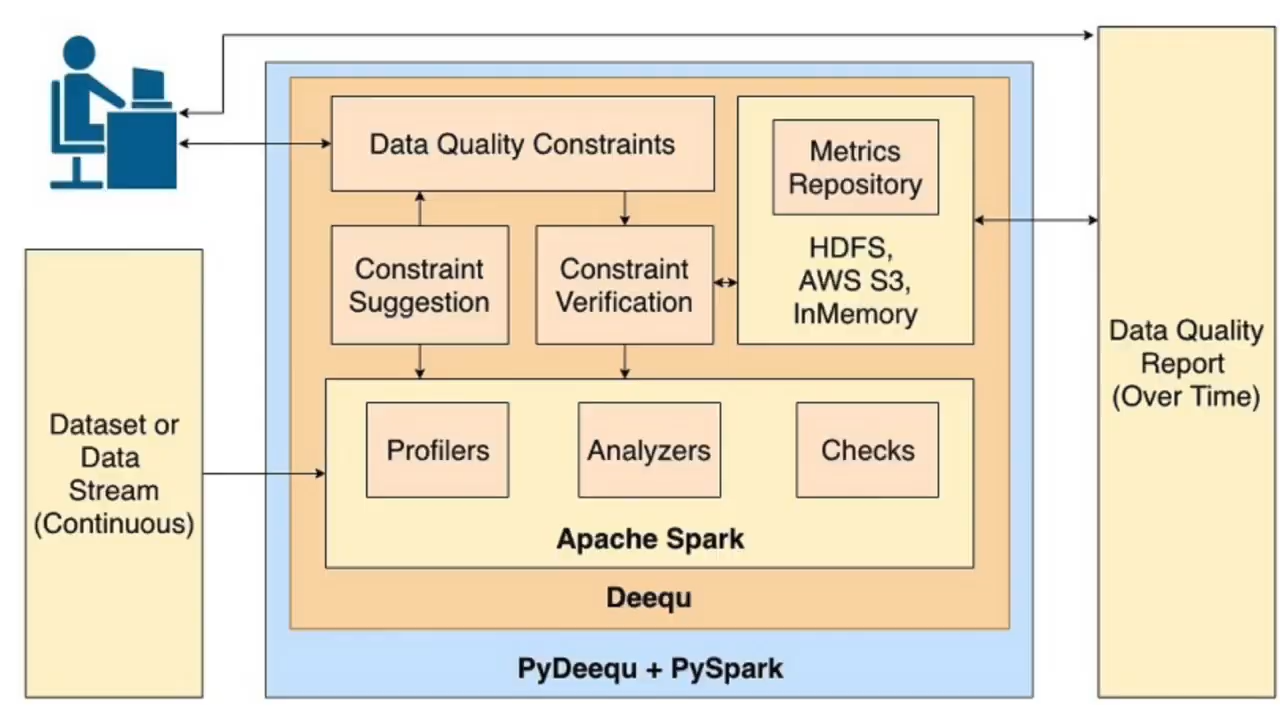 Data Quality Constraints
Metrics
Repository
HDFS,
AWS S3,
InMemory
Constraint
Suggestion
Constraint
Verification
Data Quality
Report
(Over Time)
Dataset or
Data
Stream
(Continuous)
Profilers
Analyzers
Checks
Apache Spark
Deequ
PyDeequ + PySpark